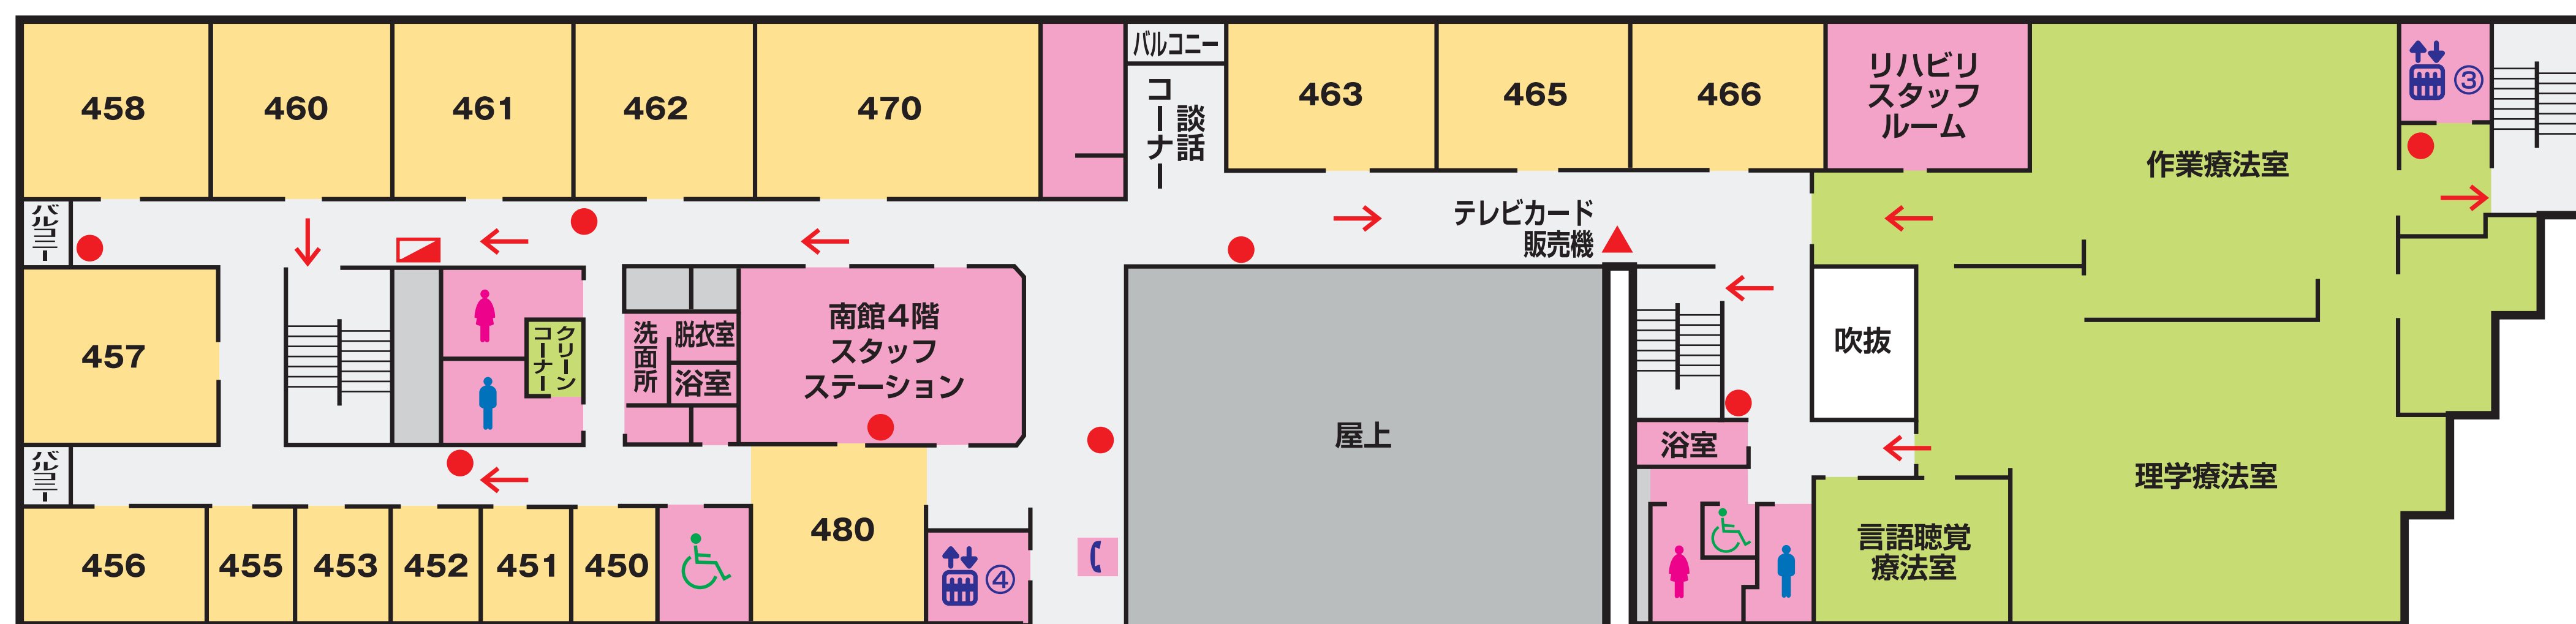 458
460
461
462
470
バルコニー
談話
コーナー
463
465
466
リハビリ
スタッフ
ルーム
作業療法室
③
バルコニー
テレビカード
販売機
457
クリーン
コーナー
洗面所
脱衣室
浴室
南館4階
スタッフ
ステーション
屋上
吹抜
浴室
理学療法室
言語聴覚
療法室
バルコニー
456
455
453
452
451
450
480
④